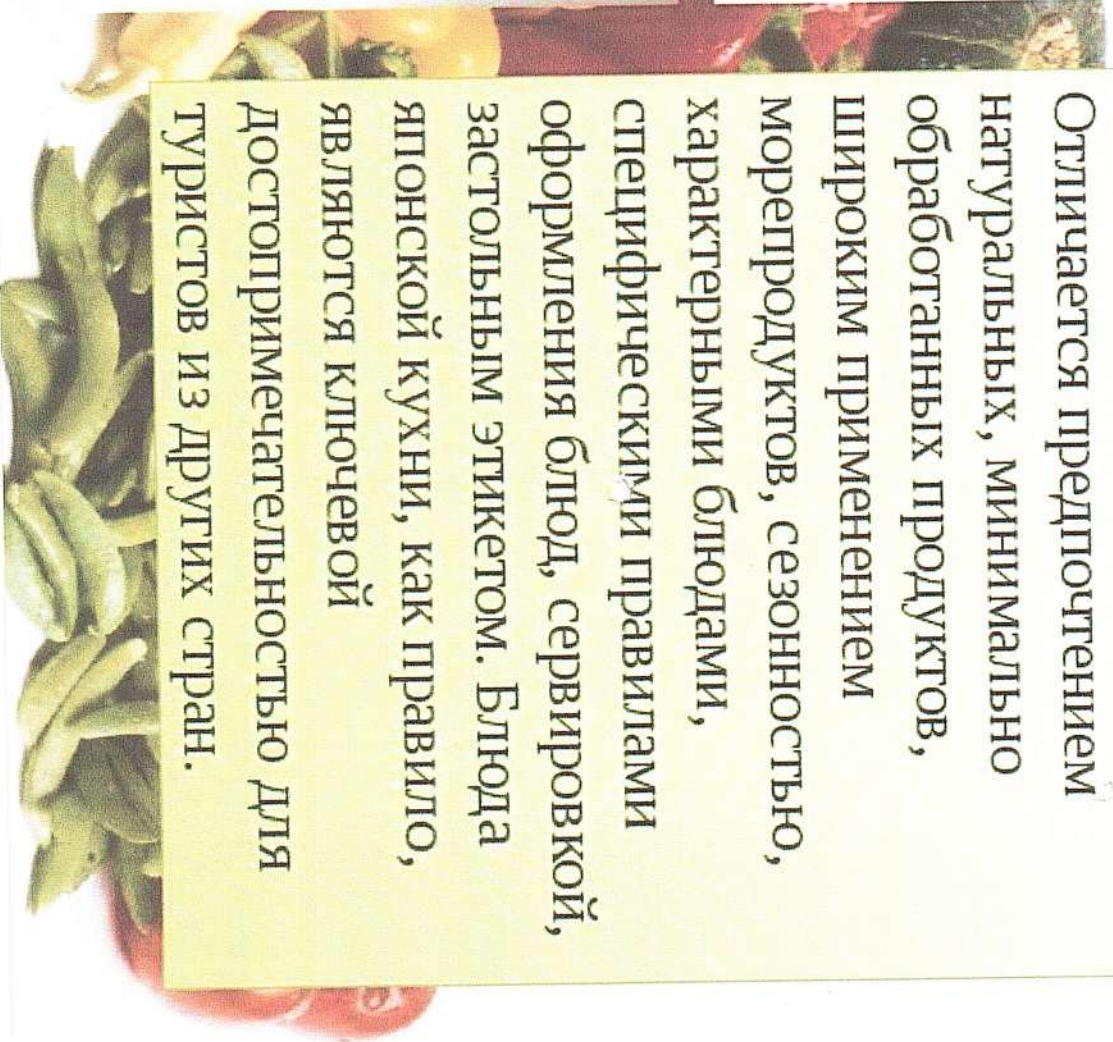 Отличается предпочтением
натуральных, минимально
обработанных продуктов,
широким применением
морепродуктов, сезонностью,
характерными блюдами,
специфическими правилами
оформления блюд, сервировкой,
застольным этикетом. Блюда
японской кухни, как правило,
являются ключевой
достопримечательностью для
туристов из других стран.